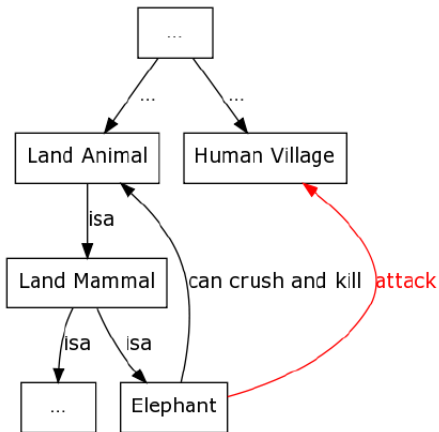 ...
... ...
Land Animal Human Village
isa
can crush and kill attack
Land Mammal
isa isa
... Elephant